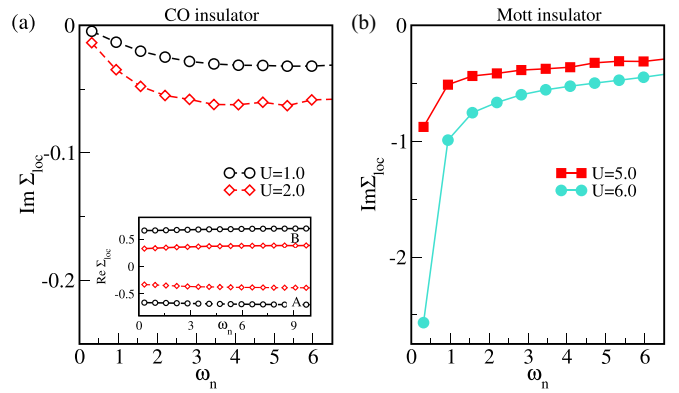 (a) CO insulator
0
-0.1
-0.2
Im Σloc
U=1.0
U=2.0
0.5
0
-0.5
Re Σloc
B
A
0 3 6 9
ωn
0 1 2 3 4 5 6
ωn
(b) Mott insulator
0
-1
-2
ImΣloc
U=5.0
U=6.0
0 1 2 3 4 5 6
ωn